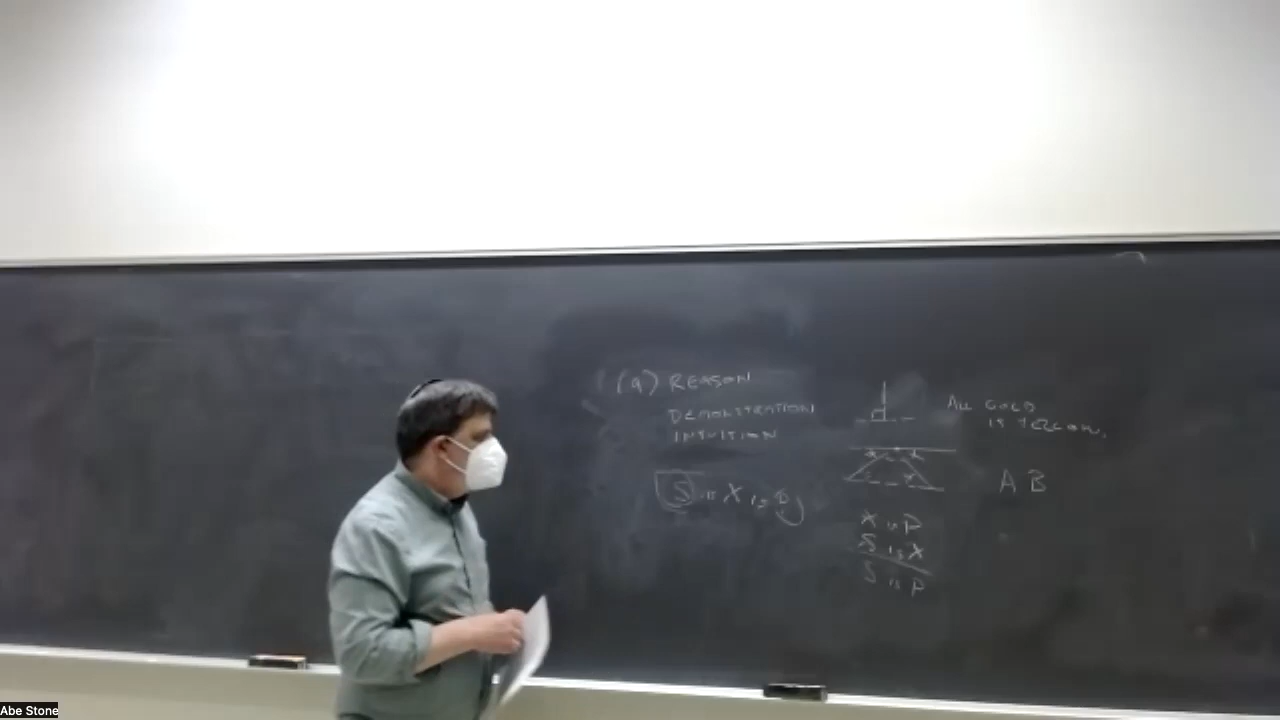 (a) REASON
DEMONSTRATION
INTUITION
S is X is P
ALL GOLD
IS YELLOW.
A B
X is P
S is X
S is P
Abe Stone